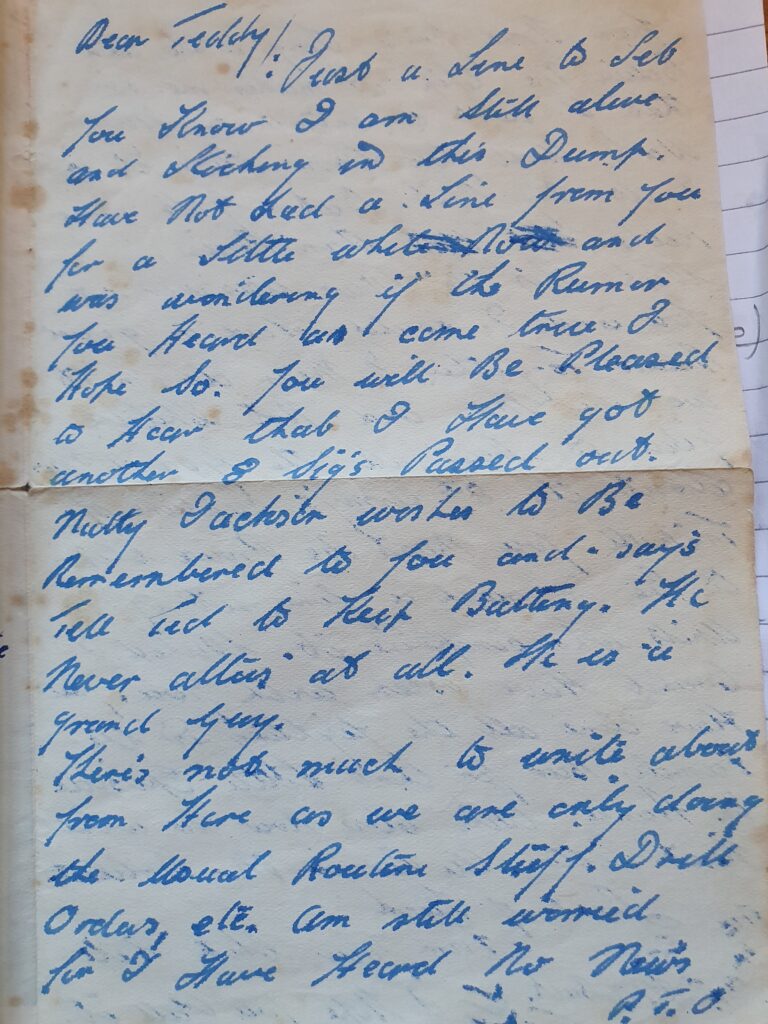 Dear Teddy!
: Just a Line to Let
you Know I am still alive
and Sticking in this Dump.
Have Not Had a Line from you
for a Little while and
was wondering if the Rumor
you Heard as come true I
Hope So. You will Be Pleased
to Hear that I Have got
another 8 Sig's Passed out.
Nutty Jackson wishes to Be
Remembered to you and says
Tell Ted to Keep Batting. He
Never alters at all. He is a
grand Guy.
There's not much to write about
from Here as we are only doing
the Usual Routine Stuff. Drill
Orders, etc. Am still worried
for I Have Heard No News
P.T.O.